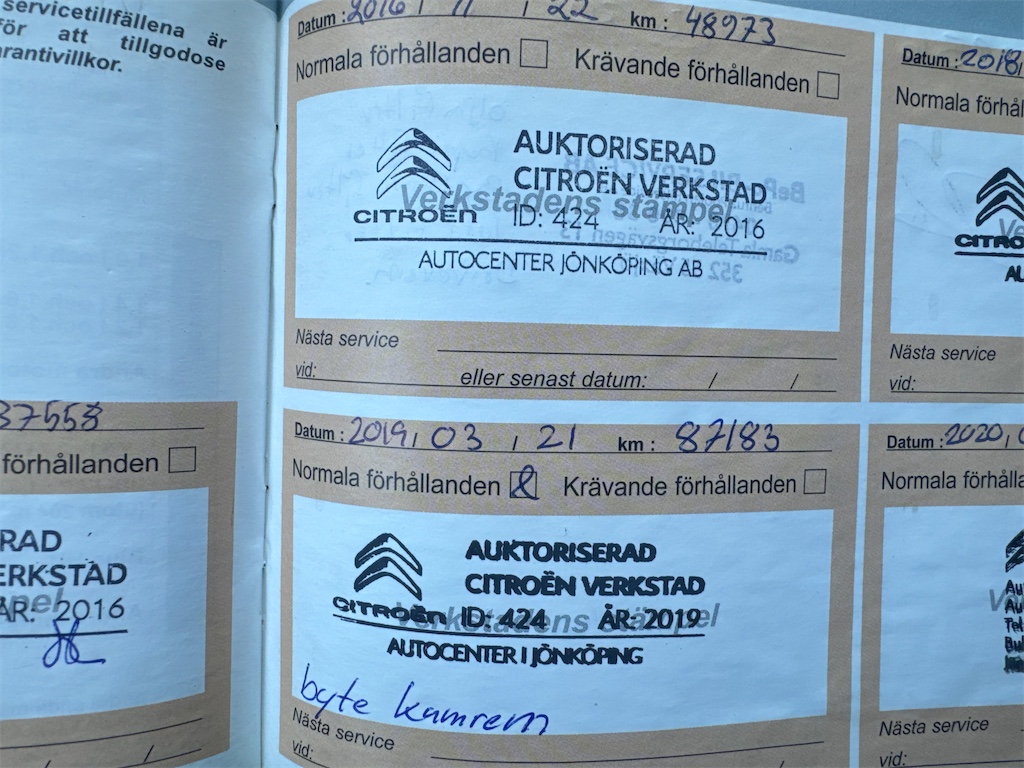 servicetillfällena är
för att tillgodose
arantivillkor.
37558
förhållanden
RAD
ERKSTAD
ÅR: 2016
Datum : 2016 / 11 / 22 km : 48973
Normala förhållanden Krävande förhållanden
AUKTORISERAD
CITROËN VERKSTAD
Verkstadens stämpel
CITROËN ID: 424 ÅR: 2016
AUTOCENTER JÖNKÖPING AB
Nästa service
vid: eller senast datum: / /
Datum : 2019 / 03 / 21 km : 87183
Normala förhållanden Krävande förhållanden
AUKTORISERAD
CITROËN VERKSTAD
CITROËN ID: 424 ÅR: 2019
Verkstadens stämpel
AUTOCENTER I JÖNKÖPING
byte kamrem
Nästa service
vid:
Datum : 2018
Normala förhål
CITRO
Nästa service
vid:
Datum : 2020
Normala förhålla
Nästa service
vid: